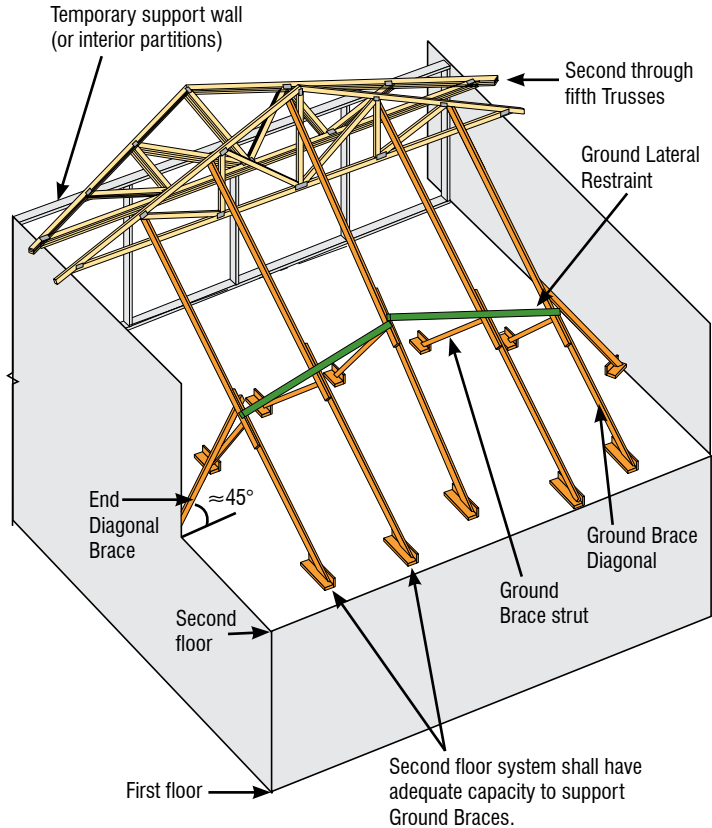 Temporary support wall
(or interior partitions)
Second through
fifth Trusses
Ground Lateral
Restraint
End
Diagonal
Brace
≈45°
Ground Brace
Diagonal
Ground
Brace strut
Second
floor
First floor
Second floor system shall have
adequate capacity to support
Ground Braces.